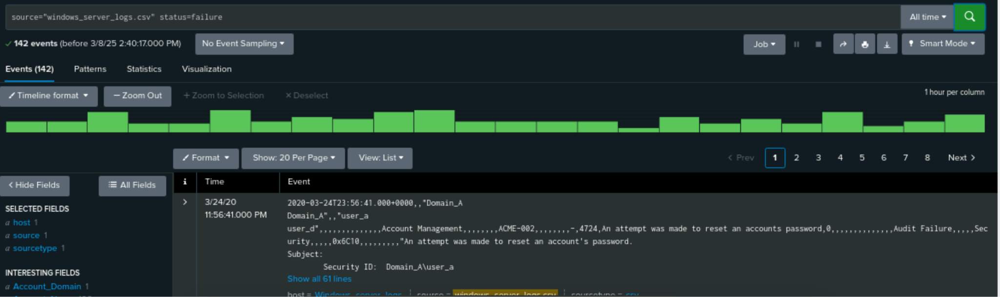 source="windows_server_logs.csv" status=failure
All time
✓ 142 events (before 3/8/25 2:40:17.000 PM)
No Event Sampling
Job
Smart Mode
Events (142)
Patterns
Statistics
Visualization
Timeline format
— Zoom Out
+ Zoom to Selection
× Deselect
1 hour per column
Format
Show: 20 Per Page
View: List
< Prev
1
2
3
4
5
6
7
8
Next >
< Hide Fields
All Fields
i
Time
Event
SELECTED FIELDS
a host 1
a source 1
a sourcetype 1
INTERESTING FIELDS
a Account_Domain 1
>
3/24/20
11:56:41.000 PM
2020-03-24T23:56:41.000+0000,,"Domain_A
Domain_A",,"user_a
user_d",,,,,,,,,,,,,,Account Management,,,,,,,,ACME-002,,,,,,,,-,4724,An attempt was made to reset an accounts password,0,,,,,,,,,,,,,,Audit Failure,,,,,Sec
urity,,,,,0x6C10,,,,,,,,,"An attempt was made to reset an account's password.
Subject:
Security ID: Domain_A\user_a
Show all 61 lines
host = Windows_server_logs | source = windows_server_logs.csv | sourcetype = csv